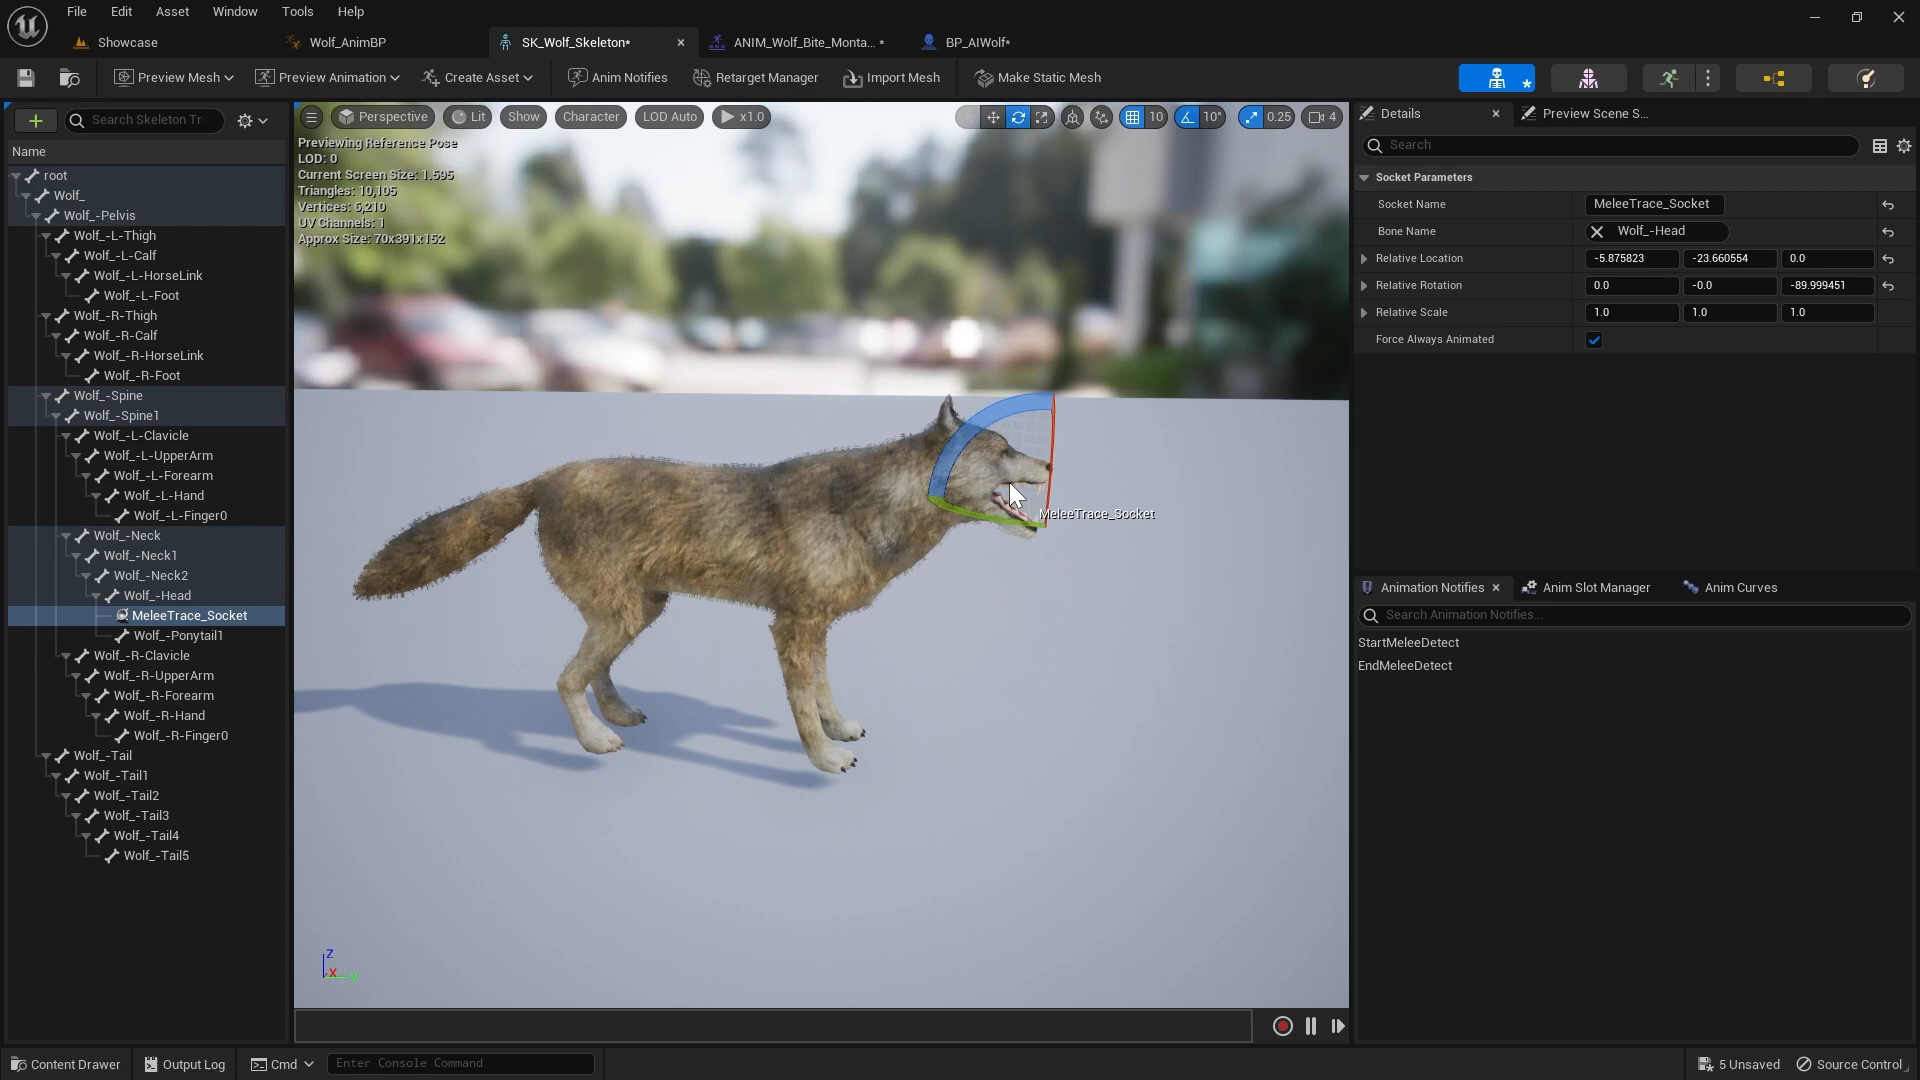 File Edit Asset Window Tools Help
Showcase Wolf_AnimBP SK_Wolf_Skeleton* ANIM_Wolf_Bite_Monta... * BP_AIWolf*
Preview Mesh Preview Animation Create Asset Anim Notifies Retarget Manager Import Mesh Make Static Mesh
Search Skeleton Tr
Name
root
Wolf_
Wolf_-Pelvis
Wolf_-L-Thigh
Wolf_-L-Calf
Wolf_-L-HorseLink
Wolf_-L-Foot
Wolf_-R-Thigh
Wolf_-R-Calf
Wolf_-R-HorseLink
Wolf_-R-Foot
Wolf_-Spine
Wolf_-Spine1
Wolf_-L-Clavicle
Wolf_-L-UpperArm
Wolf_-L-Forearm
Wolf_-L-Hand
Wolf_-L-Finger0
Wolf_-Neck
Wolf_-Neck1
Wolf_-Neck2
Wolf_-Head
MeleeTrace_Socket
Wolf_-Ponytail1
Wolf_-R-Clavicle
Wolf_-R-UpperArm
Wolf_-R-Forearm
Wolf_-R-Hand
Wolf_-R-Finger0
Wolf_-Tail
Wolf_-Tail1
Wolf_-Tail2
Wolf_-Tail3
Wolf_-Tail4
Wolf_-Tail5
Perspective Lit Show Character LOD Auto x1.0 10 10° 0.25 4
Previewing Reference Pose
LOD: 0
Current Screen Size: 1.595
Triangles: 10,105
Vertices: 6,210
UV Channels: 1
Approx Size: 70x391x152
MeleeTrace_Socket
Z
X Y
Details Preview Scene S...
Search
Socket Parameters
Socket Name MeleeTrace_Socket
Bone Name Wolf_-Head
Relative Location -5.875823 -23.660554 0.0
Relative Rotation 0.0 -0.0 -89.999451
Relative Scale 1.0 1.0 1.0
Force Always Animated
Animation Notifies Anim Slot Manager Anim Curves
Search Animation Notifies...
StartMeleeDetect
EndMeleeDetect
Content Drawer Output Log Cmd Enter Console Command 5 Unsaved Source Control